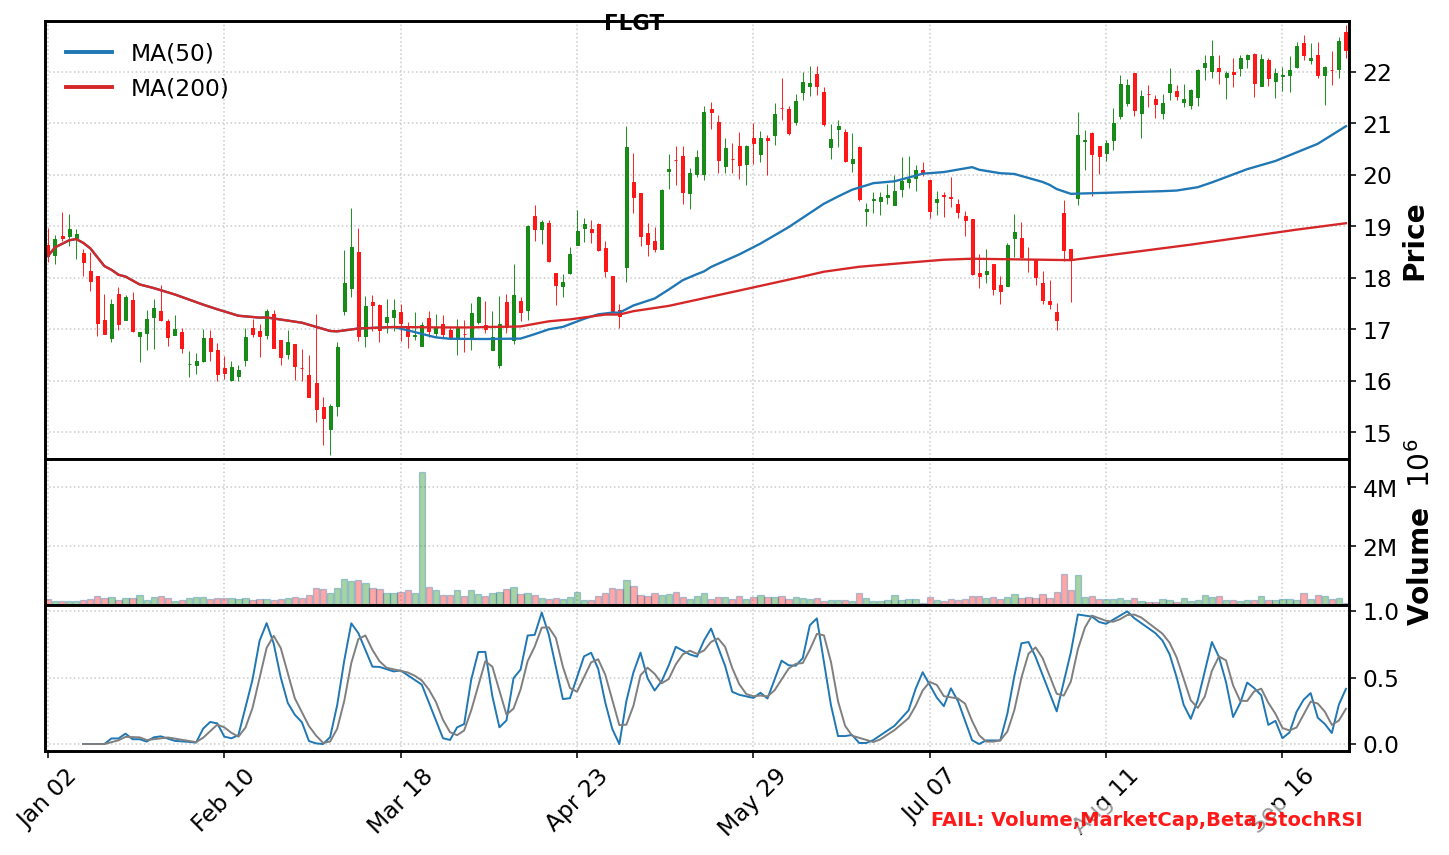 FLGT
MA(50)
MA(200)
22
21
20
19
18
17
16
15
Price
4M
2M
Volume 10^6
1.0
0.5
0.0
Jan 02
Feb 10
Mar 18
Apr 23
May 29
Jul 07
Aug 11
Sep 16
FAIL: Volume,MarketCap,Beta,StochRSI